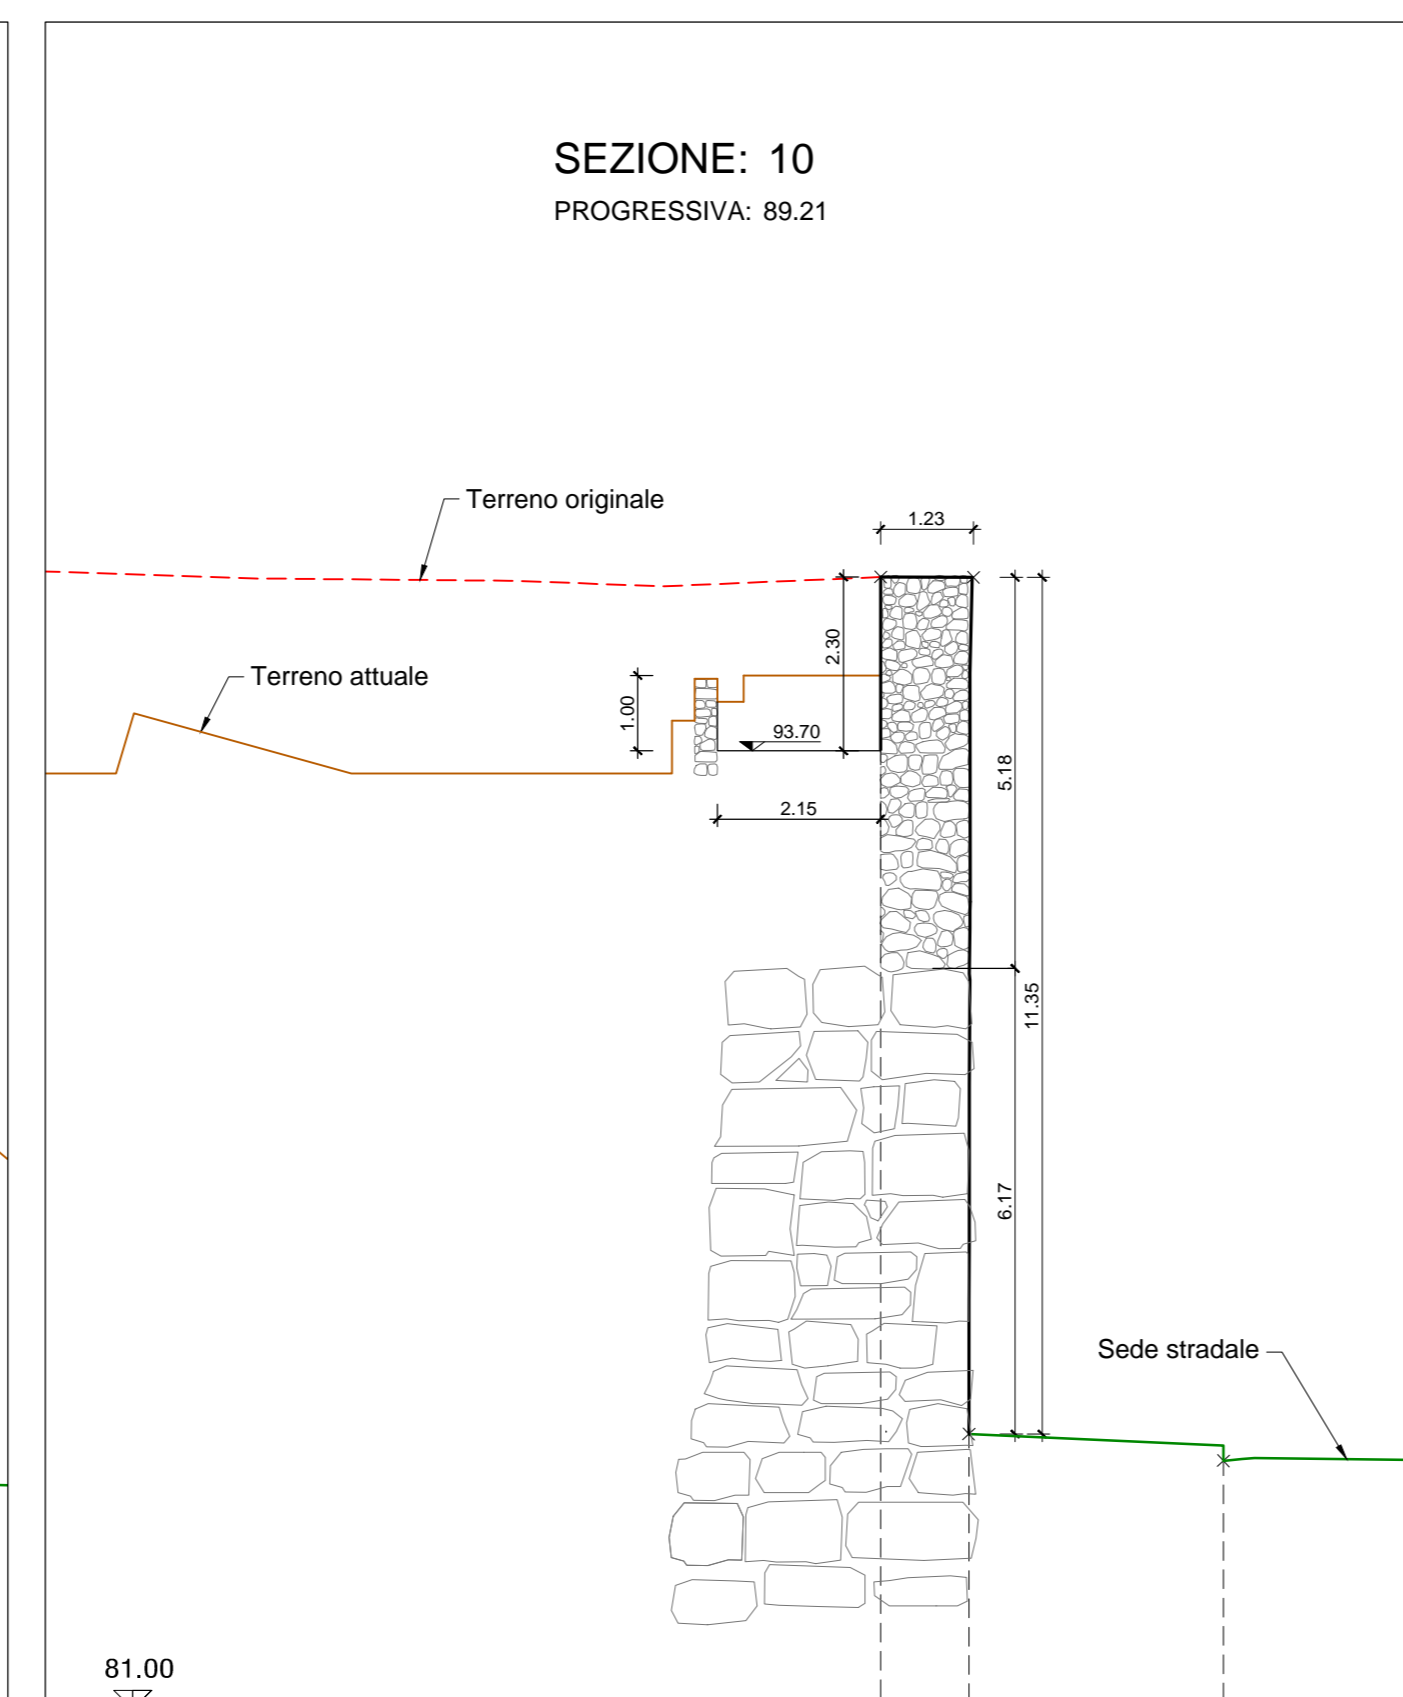 SEZIONE: 10
PROGRESSIVA: 89.21
Terreno originale
1.23
Terreno attuale
2.30
1.00
93.70
2.15
5.18
11.35
6.17
Sede stradale
81.00